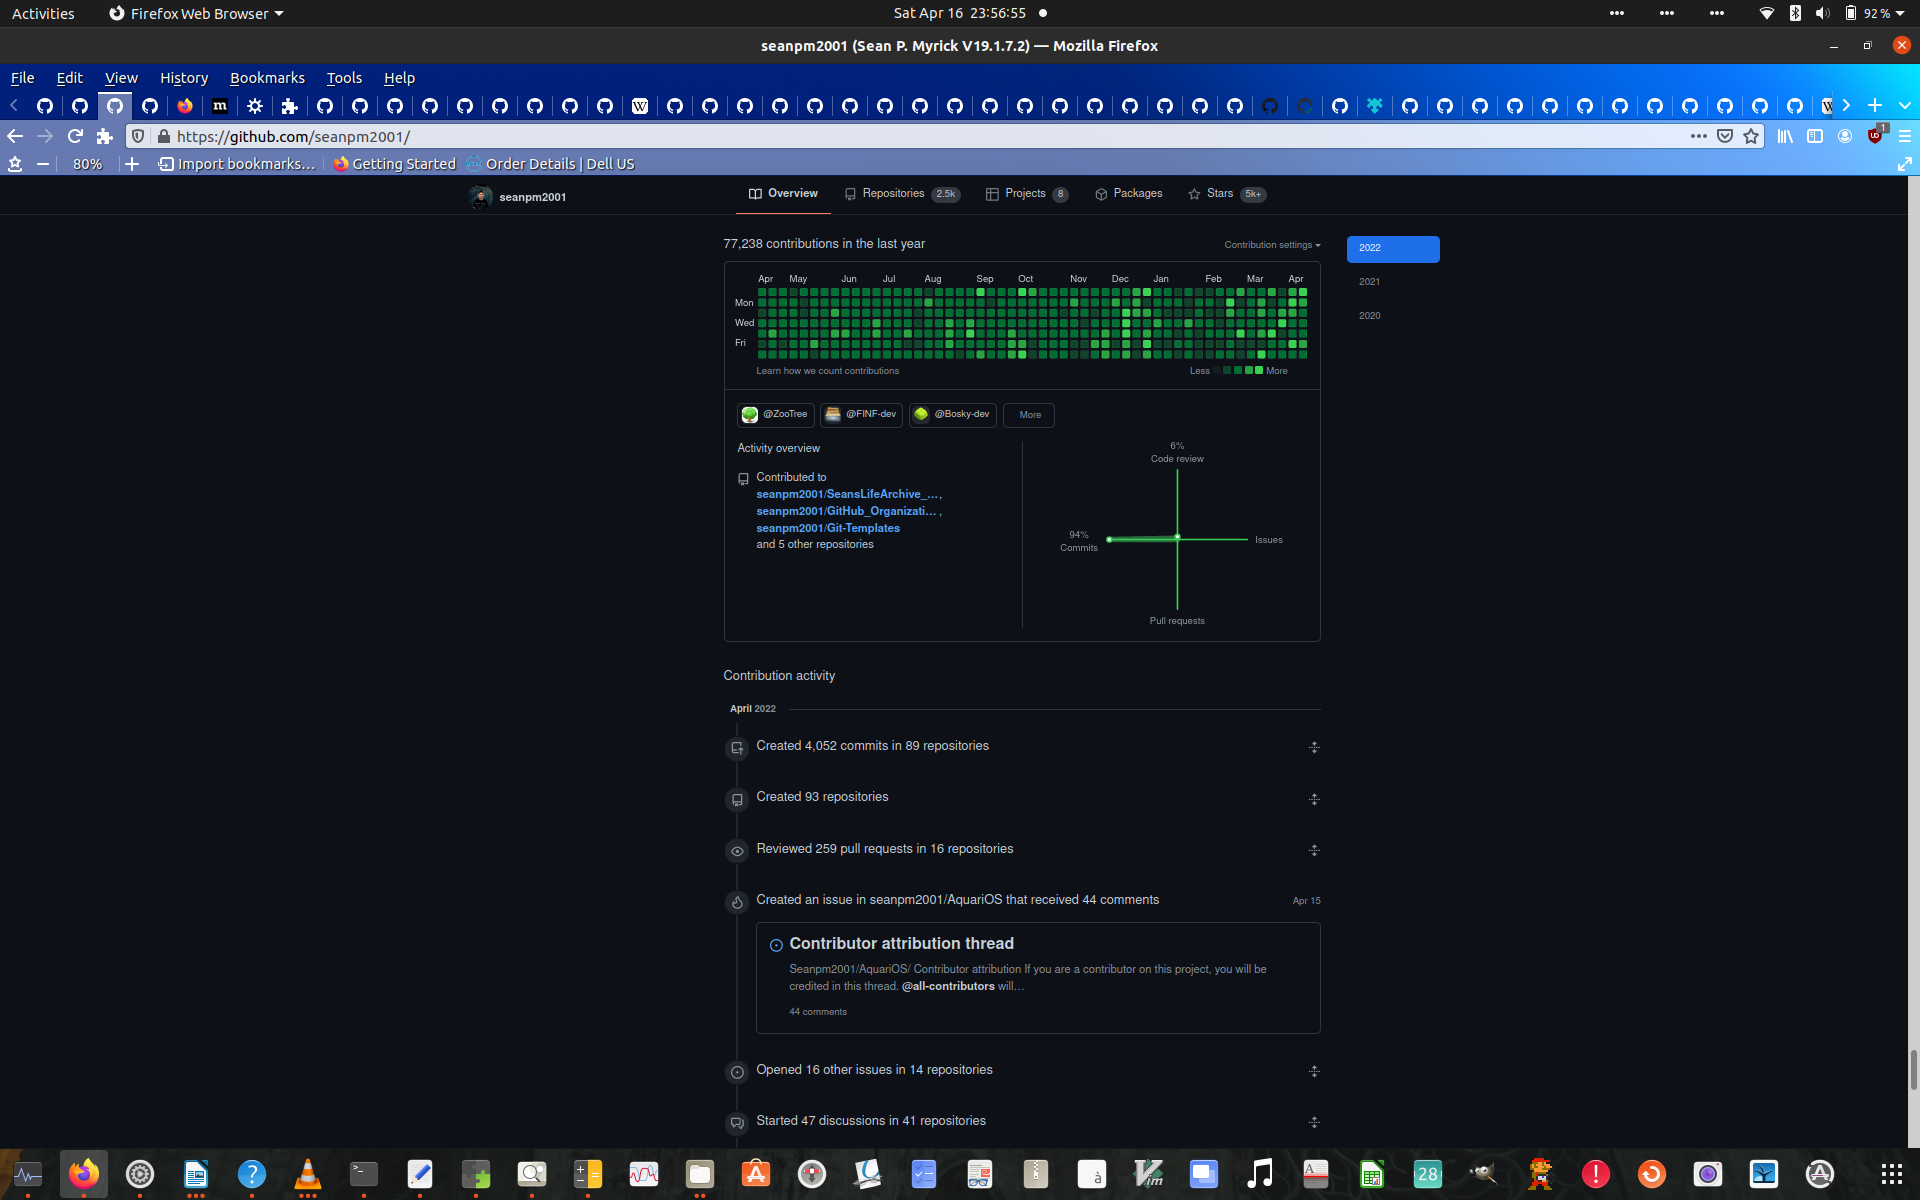 Activities
Firefox Web Browser
Sat Apr 16 23:56:55
92 %
seanpm2001 (Sean P. Myrick V19.1.7.2) — Mozilla Firefox
File Edit View History Bookmarks Tools Help
https://github.com/seanpm2001/
1
80%
Import bookmarks…
Getting Started
Order Details | Dell US
seanpm2001
Overview
Repositories 2.5k
Projects 8
Packages
Stars 5k+
77,238 contributions in the last year
Contribution settings
2022
2021
2020
Apr May Jun Jul Aug Sep Oct Nov Dec Jan Feb Mar Apr
Mon
Wed
Fri
Learn how we count contributions
Less
More
@ZooTree
@FINF-dev
@Bosky-dev
More
Activity overview
Contributed to
seanpm2001/SeansLifeArchive_…,
seanpm2001/GitHub_Organizati… ,
seanpm2001/Git-Templates
and 5 other repositories
6%
Code review
94%
Commits
Issues
Pull requests
Contribution activity
April 2022
Created 4,052 commits in 89 repositories
Created 93 repositories
Reviewed 259 pull requests in 16 repositories
Created an issue in seanpm2001/AquariOS that received 44 comments
Apr 15
Contributor attribution thread
Seanpm2001/AquariOS/ Contributor attribution If you are a contributor on this project, you will be
credited in this thread. @all-contributors will…
44 comments
Opened 16 other issues in 14 repositories
Started 47 discussions in 41 repositories
28